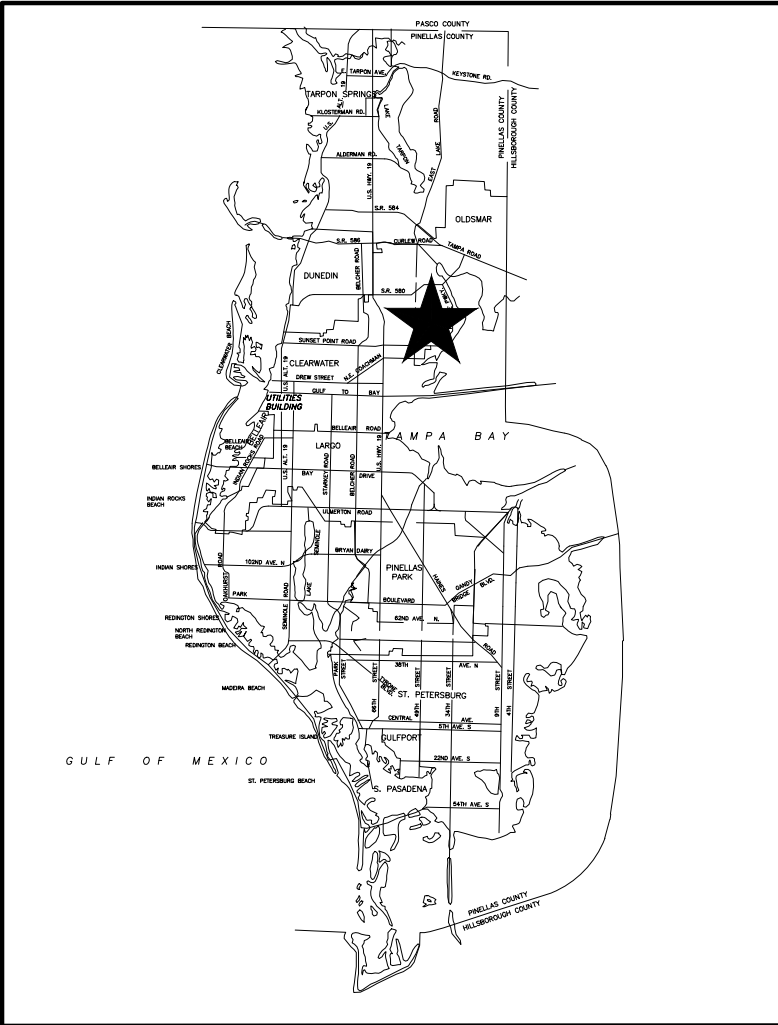 PASCO COUNTY
PINELLAS COUNTY
E. TARPON AVE.
KEYSTONE RD.
TARPON SPRINGS
U.S. ALT. 19
KLOSTERMAN RD.
LAKE TARPON
EAST LAKE ROAD
PINELLAS COUNTY
HILLSBOROUGH COUNTY
ALDERMAN RD.
U.S. HWY. 19
S.R. 584
OLDSMAR
S.R. 586
CURLEW ROAD
TAMPA ROAD
BELCHER ROAD
DUNEDIN
S.R. 580
PKWY.
SUNSET POINT ROAD
CLEARWATER BEACH
CLEARWATER
N.E. COACHMAN
DREW STREET
U.S. ALT. 19
GULF TO BAY
UTILITIES
BUILDING
BELLEAIR
BELLEAIR ROAD
TAMPA BAY
BELLEAIR
BEACH
INDIAN ROCKS ROAD
LARGO
U.S. HWY. 19
U.S. ALT. 19
STARKEY ROAD
BELCHER ROAD
BELLEAIR SHORES
BAY DRIVE
INDIAN ROCKS
BEACH
ULMERTON ROAD
SEMINOLE
BRYAN DAIRY
102ND AVE. N
INDIAN SHORES
PINELLAS
PARK
HAINES
GANDY
BRIDGE BLVD.
OAKHURST ROAD
LAKE
SEMINOLE ROAD
PARK
BOULEVARD
REDINGTON SHORES
62ND AVE. N.
NORTH REDINGTON
BEACH
REDINGTON BEACH
ROAD
38TH AVE. N
PARK STREET
66TH STREET
TYRONE BLVD.
49TH STREET
34TH STREET
9TH STREET
4TH STREET
MADEIRA BEACH
ST. PETERSBURG
CENTRAL AVE.
5TH AVE. S
TREASURE ISLAND
GULFPORT
GULF OF MEXICO
22ND AVE. S
ST. PETERSBURG BEACH
S. PASADENA
54TH AVE. S
PINELLAS COUNTY
HILLSBOROUGH COUNTY